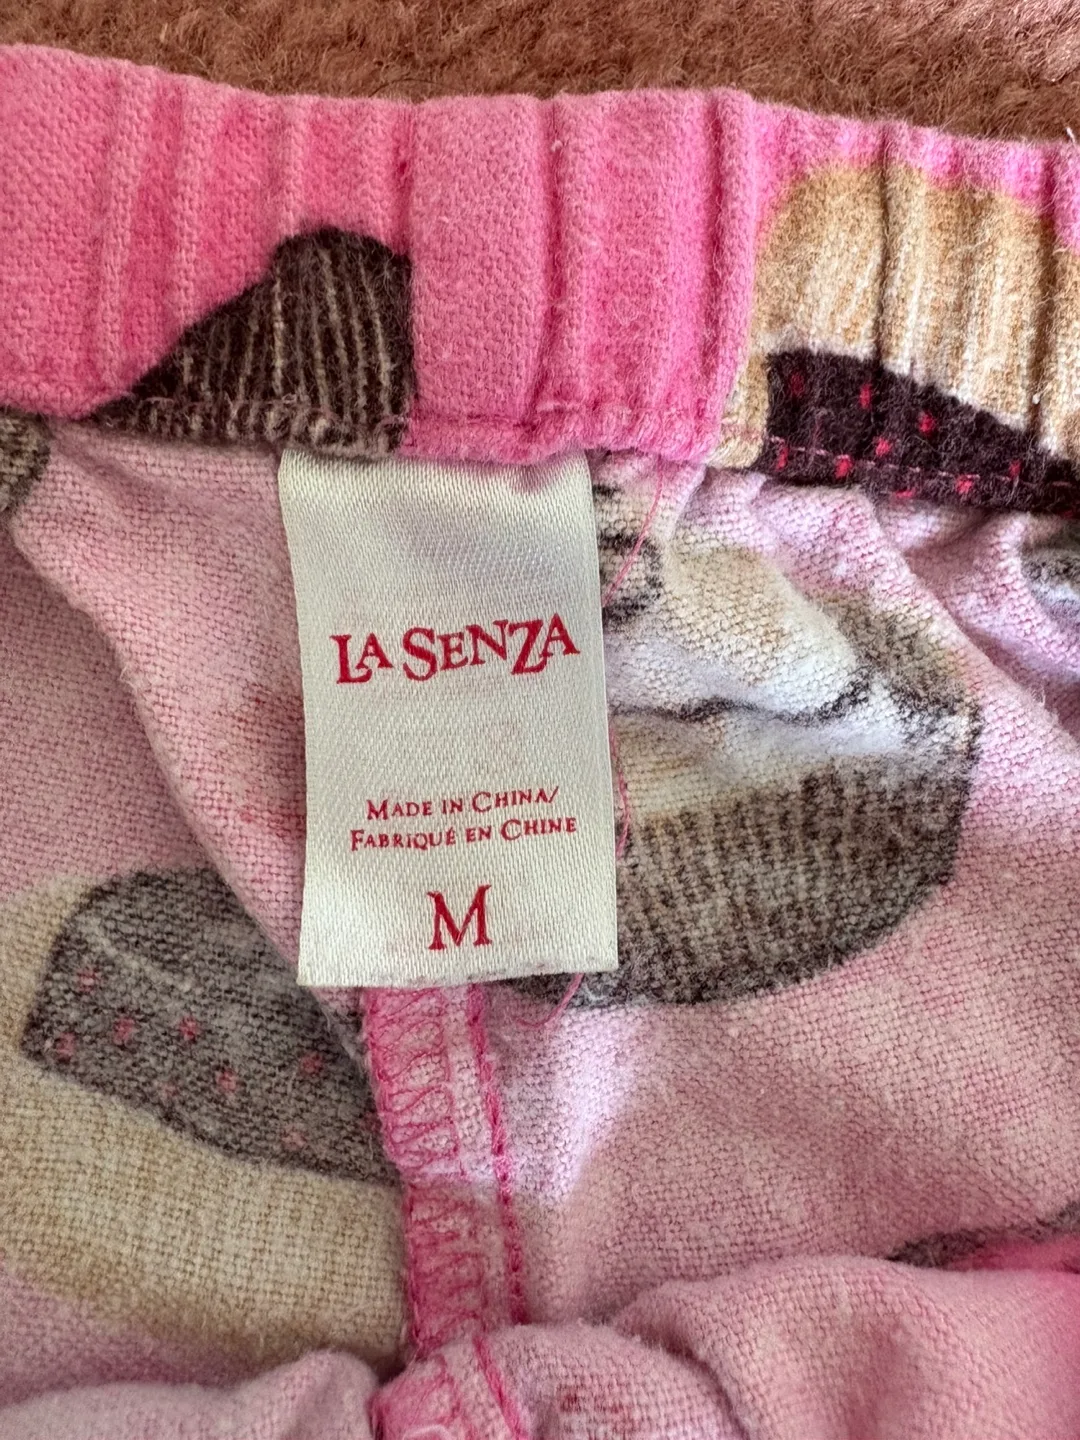 LA SENZA
MADE IN CHINA/
FABRIQUÉ EN CHINE
M